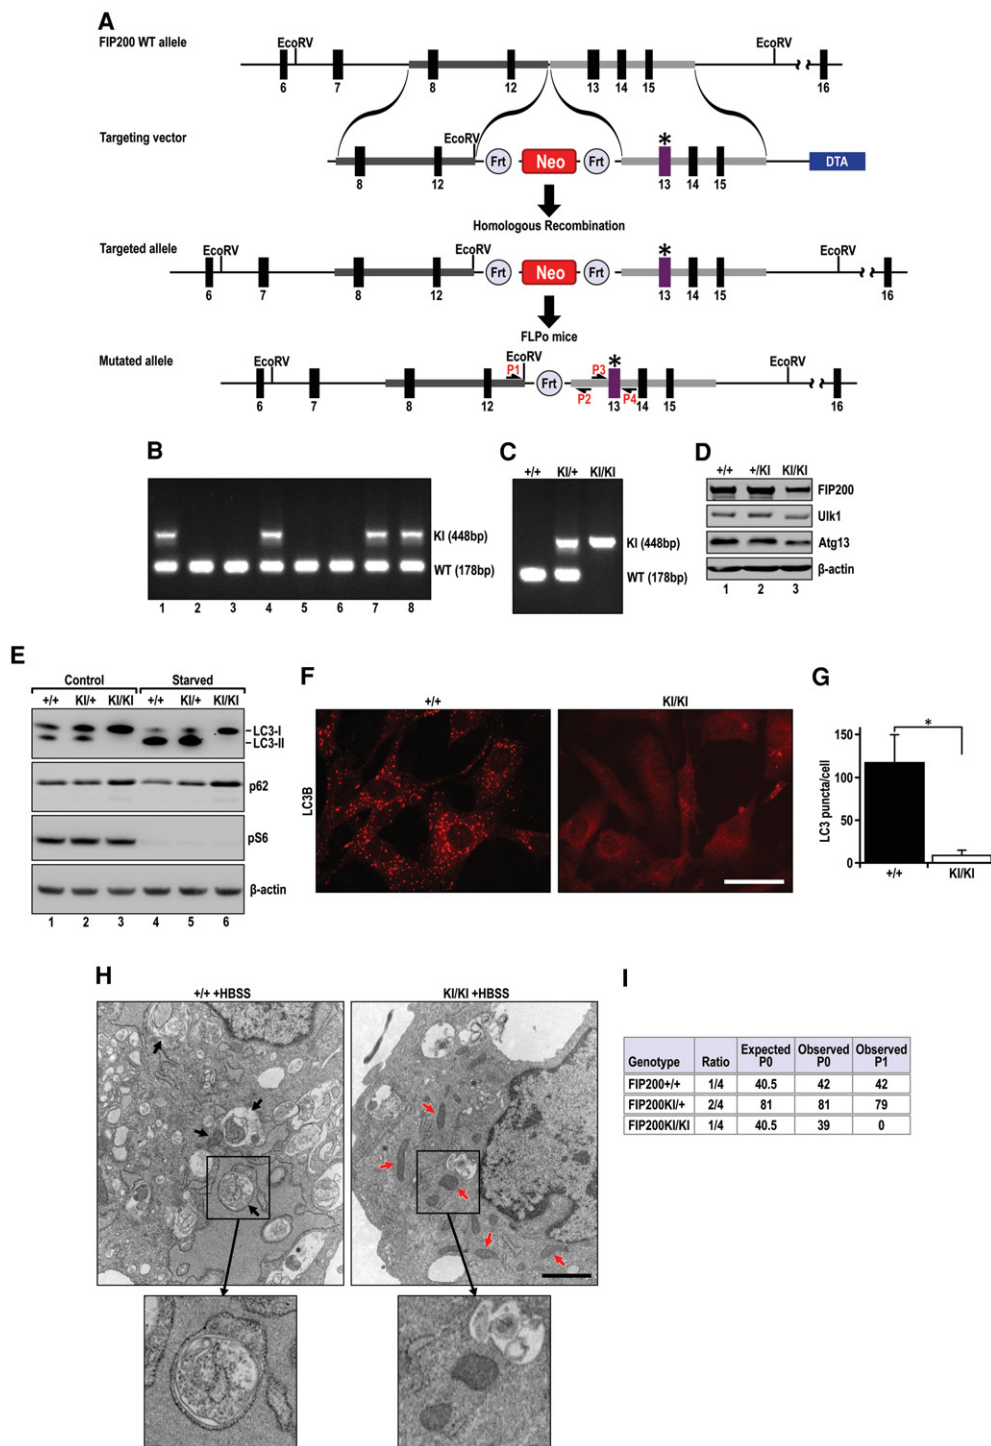 A
FIP200 WT allele
EcoRV
EcoRV
6 7 8 12 13 14 15 16
Targeting vector
EcoRV
Frt Neo Frt
*
DTA
8 12 13 14 15
Homologous Recombination
Targeted allele
EcoRV
EcoRV
EcoRV
Frt Neo Frt
*
6 7 8 12 13 14 15 16
FLPo mice
Mutated allele
EcoRV
EcoRV
EcoRV
P1
Frt
P3
*
P2
P4
6 7 8 12 13 14 15 16
B
KI (448bp)
WT (178bp)
1 2 3 4 5 6 7 8
C
+/+ KI/+ KI/KI
KI (448bp)
WT (178bp)
D
+/+ +/KI KI/KI
FIP200
Ulk1
Atg13
β-actin
1 2 3
E
Control Starved
+/+ KI/+ KI/KI +/+ KI/+ KI/KI
LC3-I
LC3-II
p62
pS6
β-actin
1 2 3 4 5 6
F
+/+ KI/KI
LC3B
G
*
LC3 puncta/cell
150
100
50
0
+/+ KI/KI
H
+/+ +HBSS
KI/KI +HBSS
I
Genotype Ratio Expected P0 Observed P0 Observed P1
FIP200+/+ 1/4 40.5 42 42
FIP200KI/+ 2/4 81 81 79
FIP200KI/KI 1/4 40.5 39 0